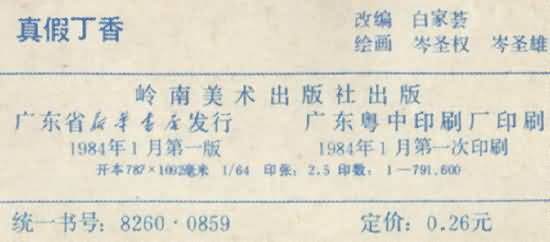 真假丁香
改编 白家荟
绘画 岑圣权 岑圣雄
岭南美术出版社出版
广东省新华书店发行 广东粤中印刷厂印刷
1984年1月第一版 1984年1月第一次印刷
开本787×1092毫米 1/64 印张：2.5 印数：1—791,600
统一书号：8260·0859 定价：0.26元